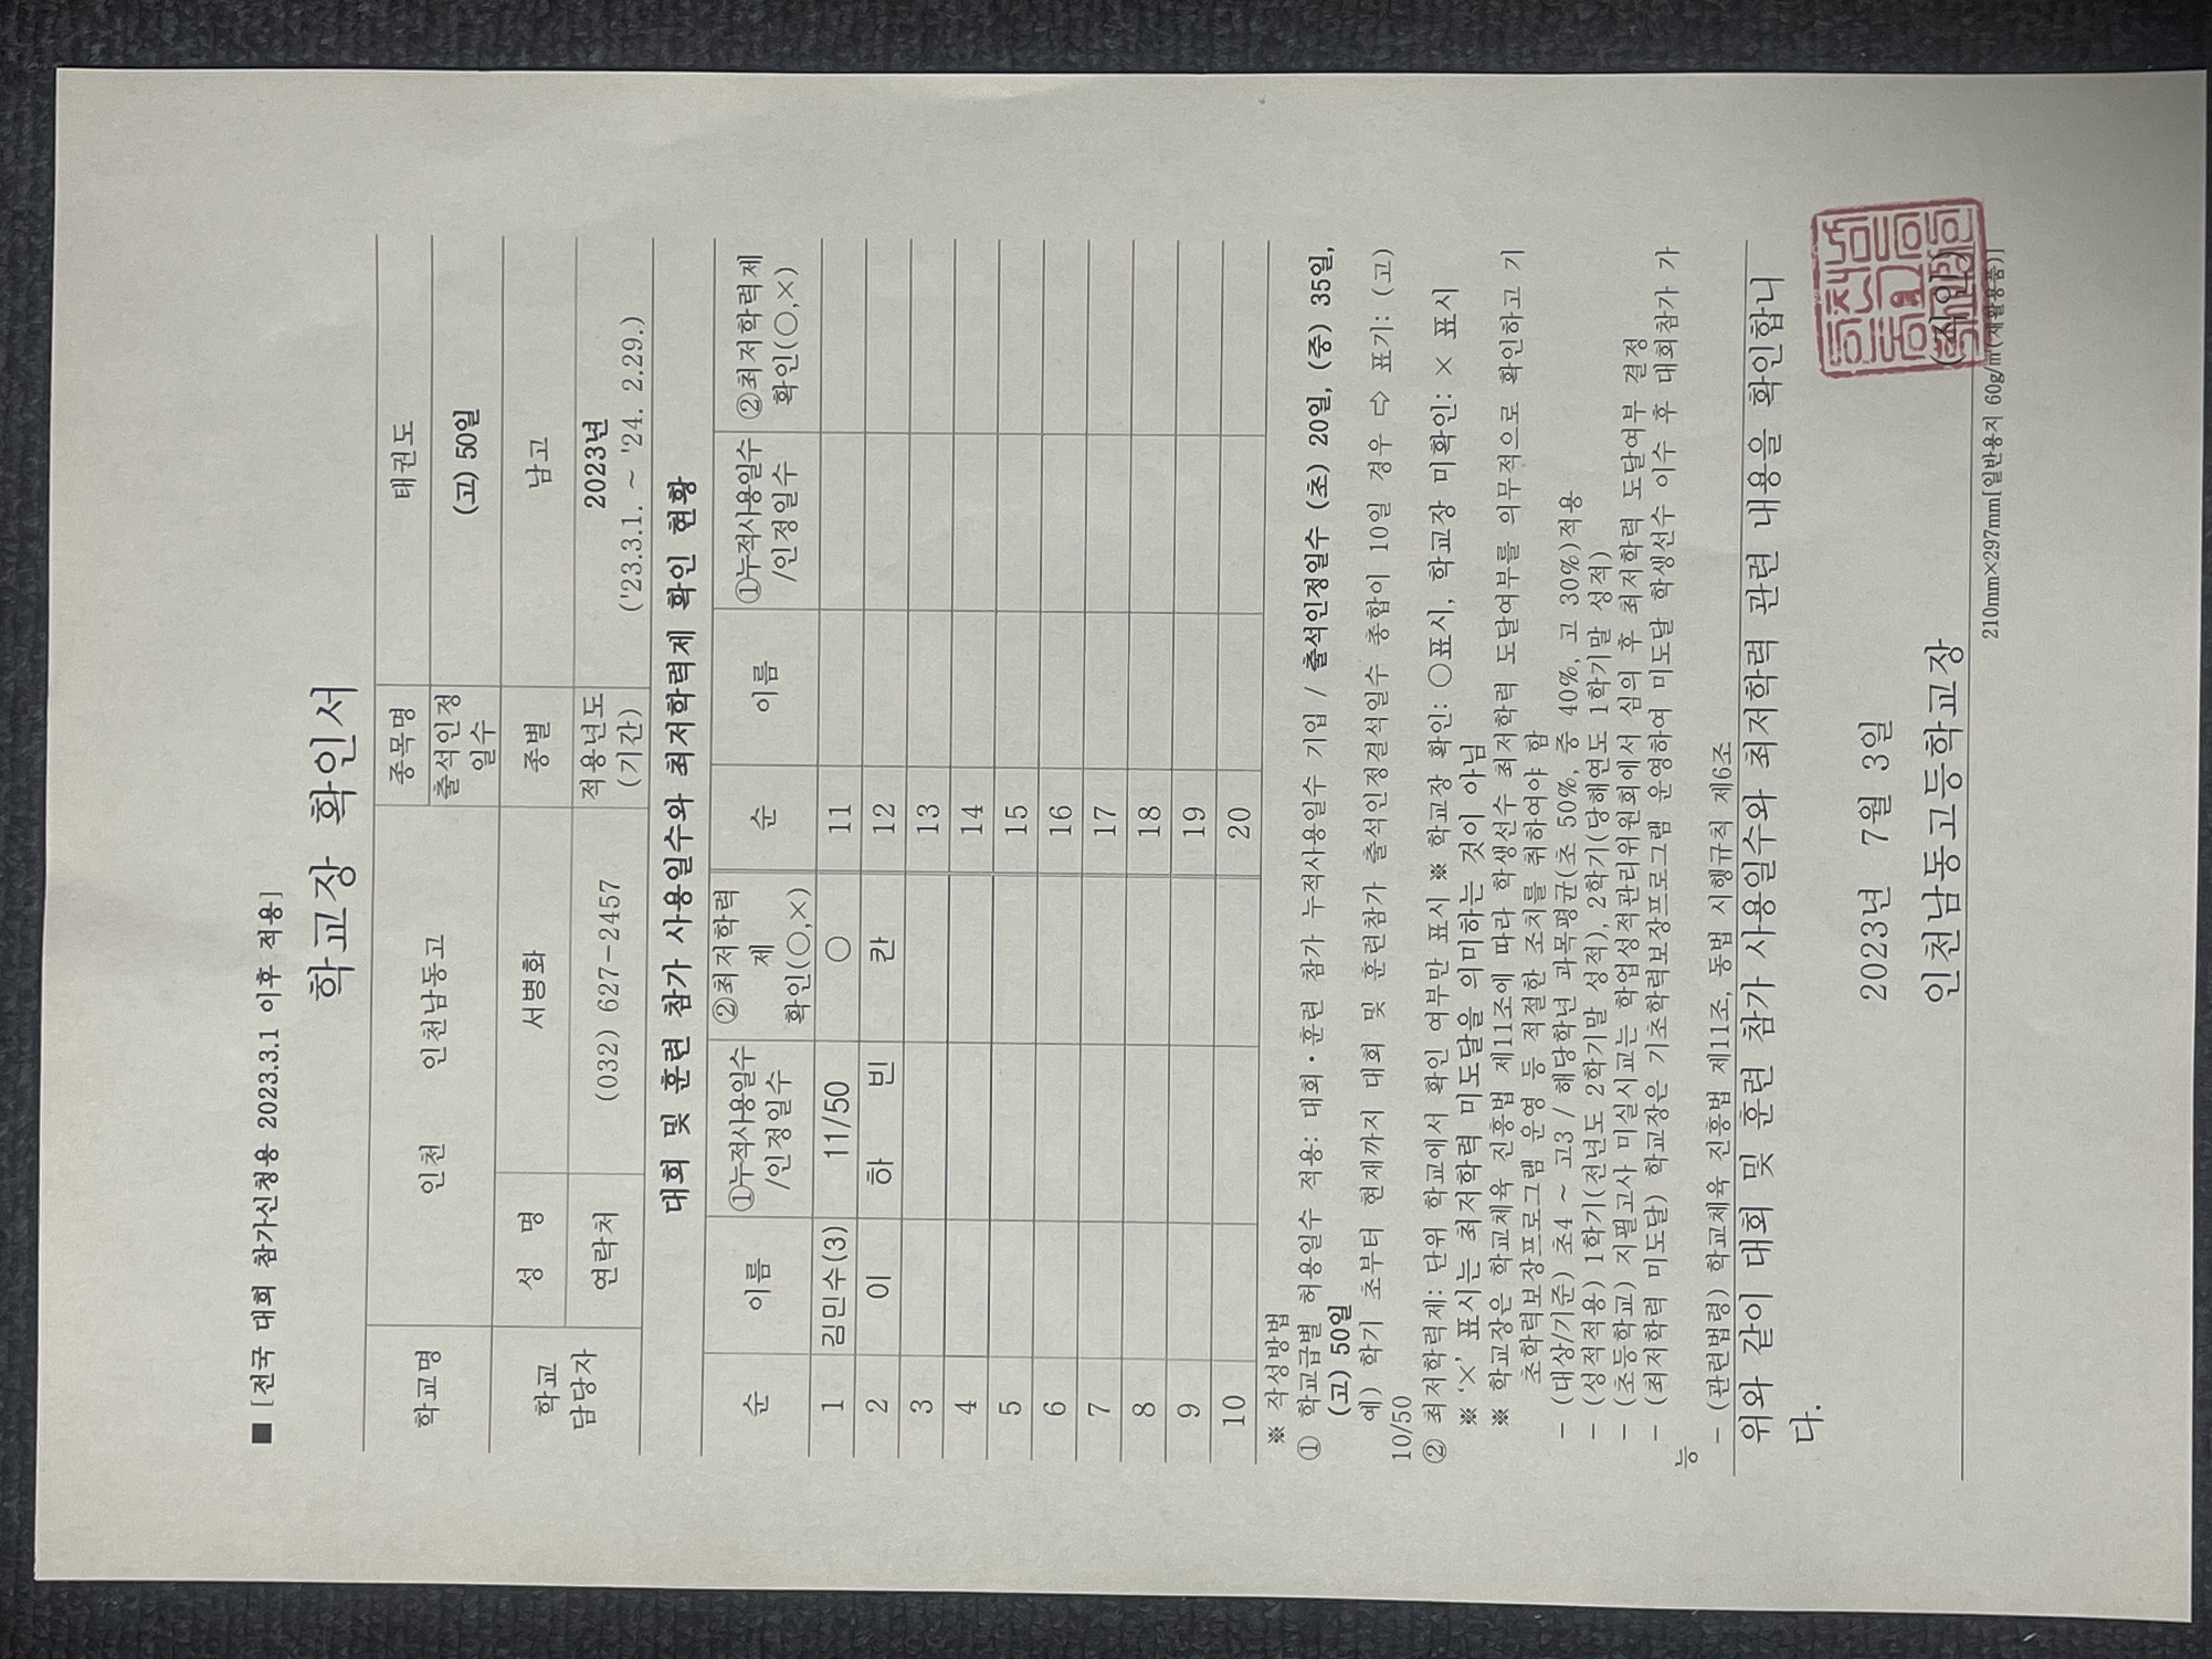 ■ [전국 대회 참가신청용 2023.3.1 이후 적용]
학교장 확인서
학교명 인천 인천남동고 종목명 태권도
출석인정일수 (고) 50일
학교 담당자 성 명 서병화 종별 남고
연락처 (032) 627-2457 적용년도 (기간) 2023년 ('23.3.1. ~ '24. 2.29.)
대회 및 훈련 참가 사용일수와 최저학력제 확인 현황
순 이름 ①누적사용일수/인정일수 ②최저학력제 확인(○,×) 순 이름 ①누적사용일수/인정일수 ②최저학력제 확인(○,×)
1 김민수(3) 11/50 ○ 11
2 이 하 빈 칸 12
3 13
4 14
5 15
6 16
7 17
8 18
9 19
10 20
※ 작성방법
① 학교급별 허용일수 적용: 대회·훈련 참가 누적사용일수 기입 / 출석인정일수 (초) 20일, (중) 35일,
(고) 50일
예) 학기 초부터 현재까지 대회 및 훈련참가 출석인정결석일수 총합이 10일 경우 ⇨ 표기: (고)
10/50
② 최저학력제: 단위 학교에서 확인 여부만 표시 ※ 학교장 확인: ○표시, 학교장 미확인: × 표시
※ '×' 표시는 최저학력 미도달을 의미하는 것이 아님
※ 학교장은 학교체육 진흥법 제11조에 따라 학생선수 최저학력 도달여부를 의무적으로 확인하고 기
초학력보장프로그램 운영 등 적절한 조치를 취하여야 함
- (대상/기준) 초4 ~ 고3 / 해당학년 과목평균(초 50%, 중 40%, 고 30%)적용
- (성적적용) 1학기(전년도 2학기말 성적), 2학기(당해연도 1학기말 성적)
- (초등학교) 지필고사 미실시교는 학업성적관리위원회에서 심의 후 최저학력 도달여부 결정
- (최저학력 미도달) 학교장은 기초학력보장프로그램 운영하여 미도달 학생선수 이수 후 대회참가 가
능
- (관련법령) 학교체육 진흥법 제11조, 동법 시행규칙 제6조
위와 같이 대회 및 훈련 참가 사용일수와 최저학력 관련 내용을 확인합니
다.
2023년 7월 3일
인천남동고등학교장 (직인)
210mm×297mm[일반용지 60g/㎡(재활용품)]